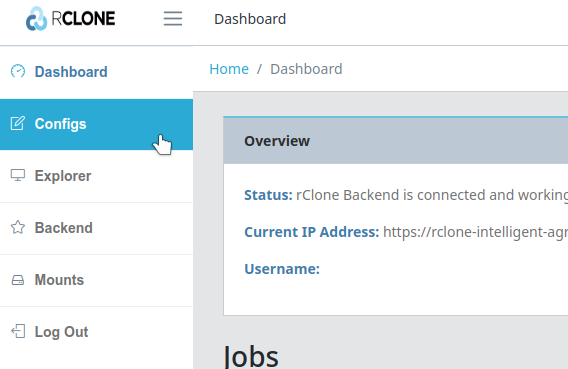 RCLONE
Dashboard
Dashboard
Configs
Explorer
Backend
Mounts
Log Out
Home / Dashboard
Overview
Status: rClone Backend is connected and working
Current IP Address: https://rclone-intelligent-agr
Username:
Jobs